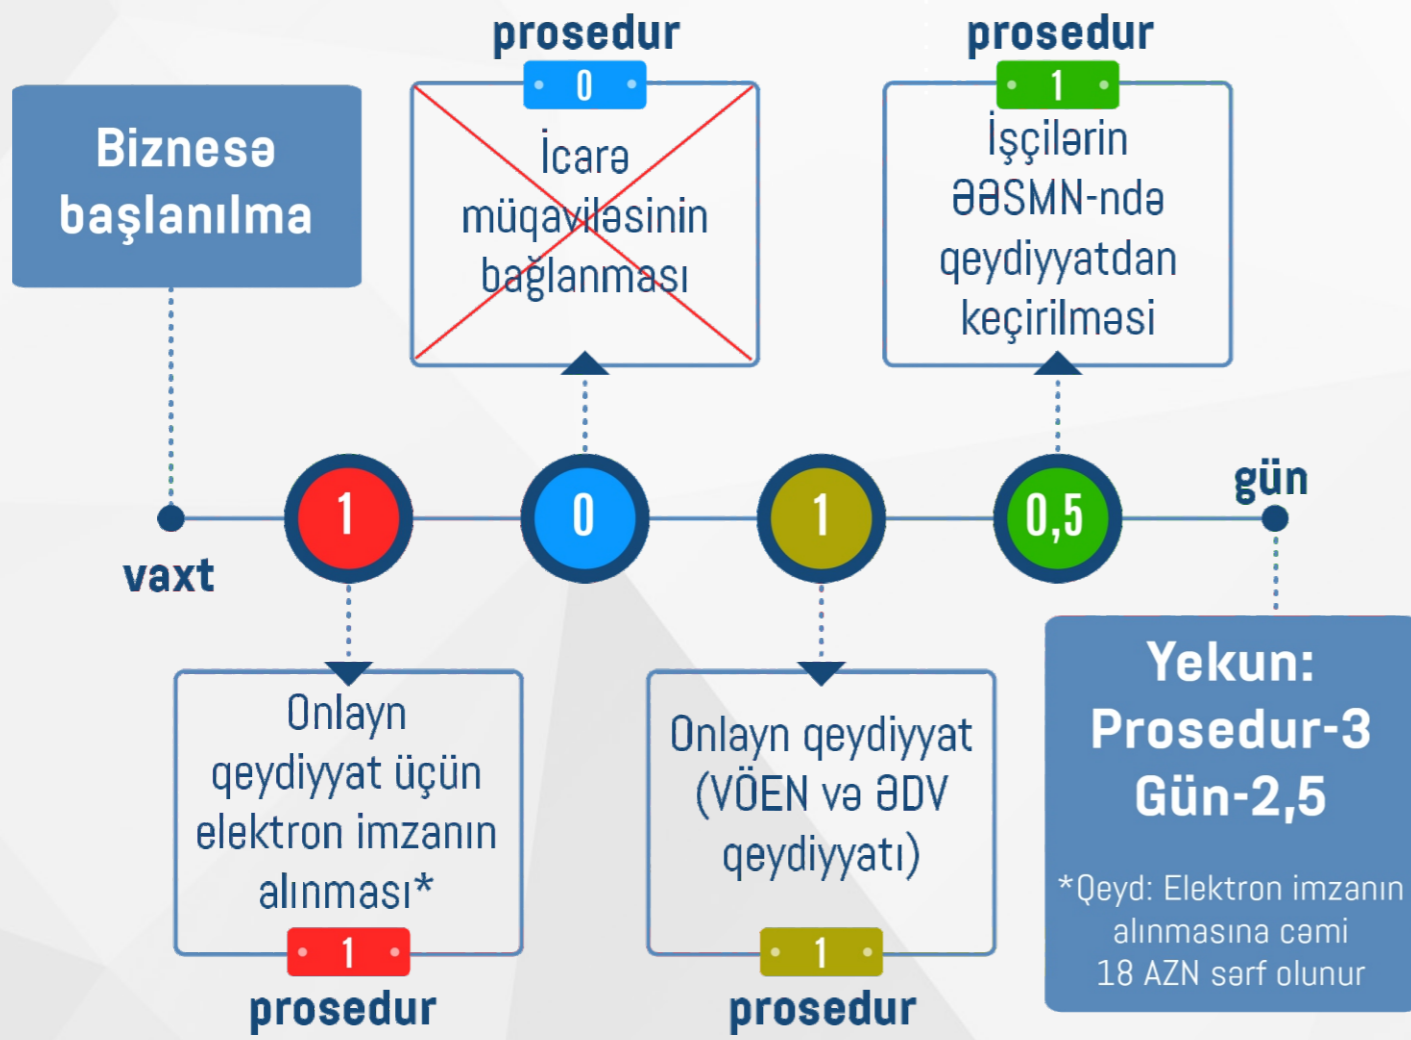 Biznesə
başlanılma
prosedur
0
İcarə
müqaviləsinin
bağlanması
prosedur
1
İşçilərin
ƏƏSMN-ndə
qeydiyyatdan
keçirilməsi
vaxt
1
0
1
0,5
gün
Onlayn
qeydiyyat üçün
elektron imzanın
alınması*
1
prosedur
Onlayn qeydiyyat
(VÖEN və ƏDV
qeydiyyatı)
1
prosedur
Yekun:
Prosedur-3
Gün-2,5
*Qeyd: Elektron imzanın
alınmasına cəmi
18 AZN sərf olunur